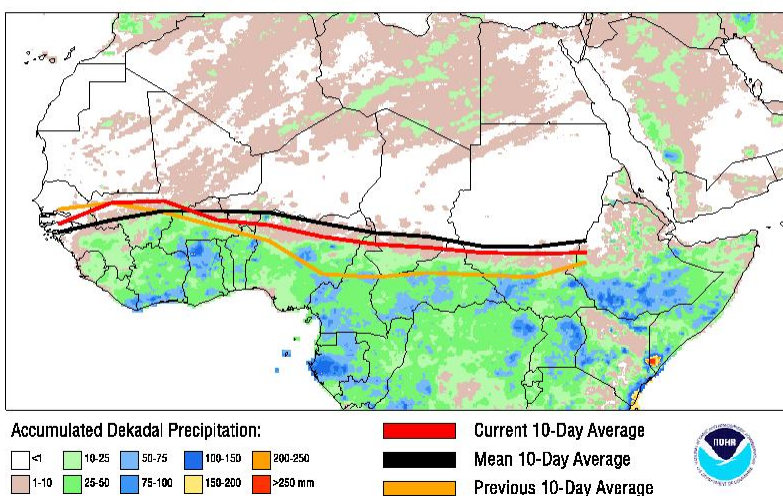 Accumulated Dekadal Precipitation:
<1 10-25 50-75 100-150 200-250
1-10 25-50 75-100 150-200 >250 mm
Current 10-Day Average
Mean 10-Day Average
Previous 10-Day Average